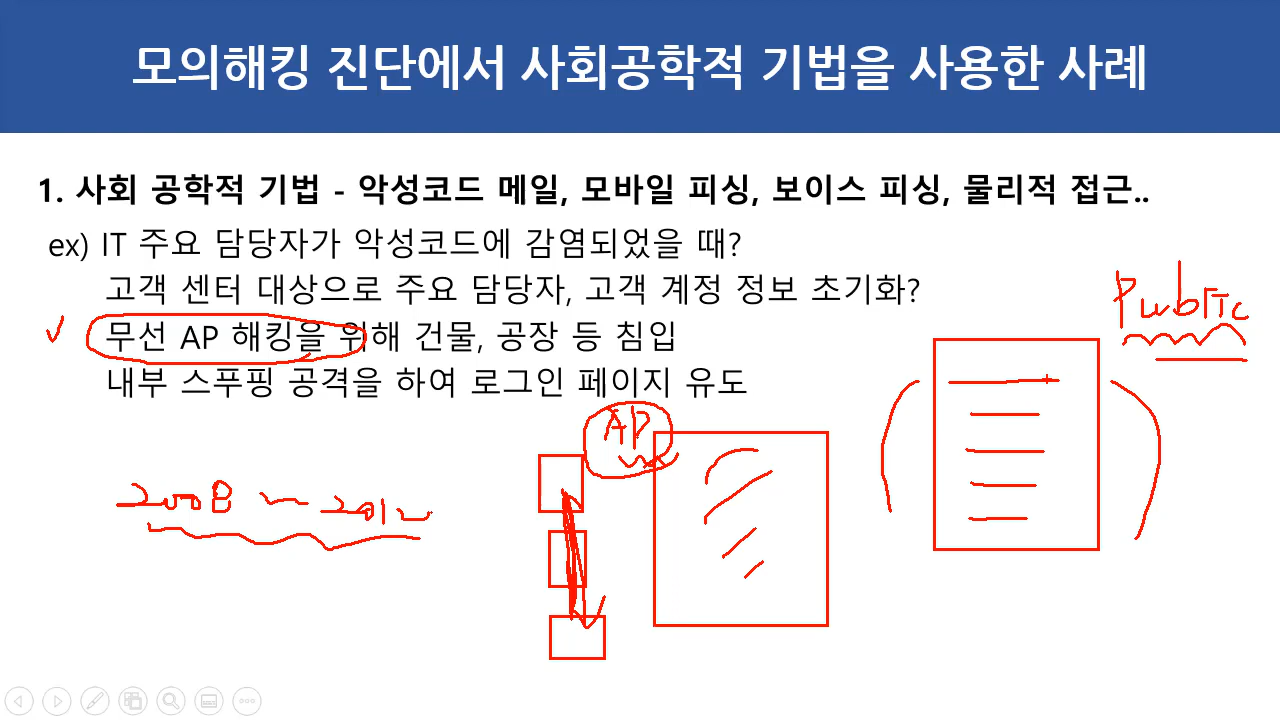 모의해킹 진단에서 사회공학적 기법을 사용한 사례
1. 사회 공학적 기법 - 악성코드 메일, 모바일 피싱, 보이스 피싱, 물리적 접근..
ex) IT 주요 담당자가 악성코드에 감염되었을 때?
고객 센터 대상으로 주요 담당자, 고객 계정 정보 초기화?
무선 AP 해킹을 위해 건물, 공장 등 침입
내부 스푸핑 공격을 하여 로그인 페이지 유도
Public
AP
2008 ~ 2012